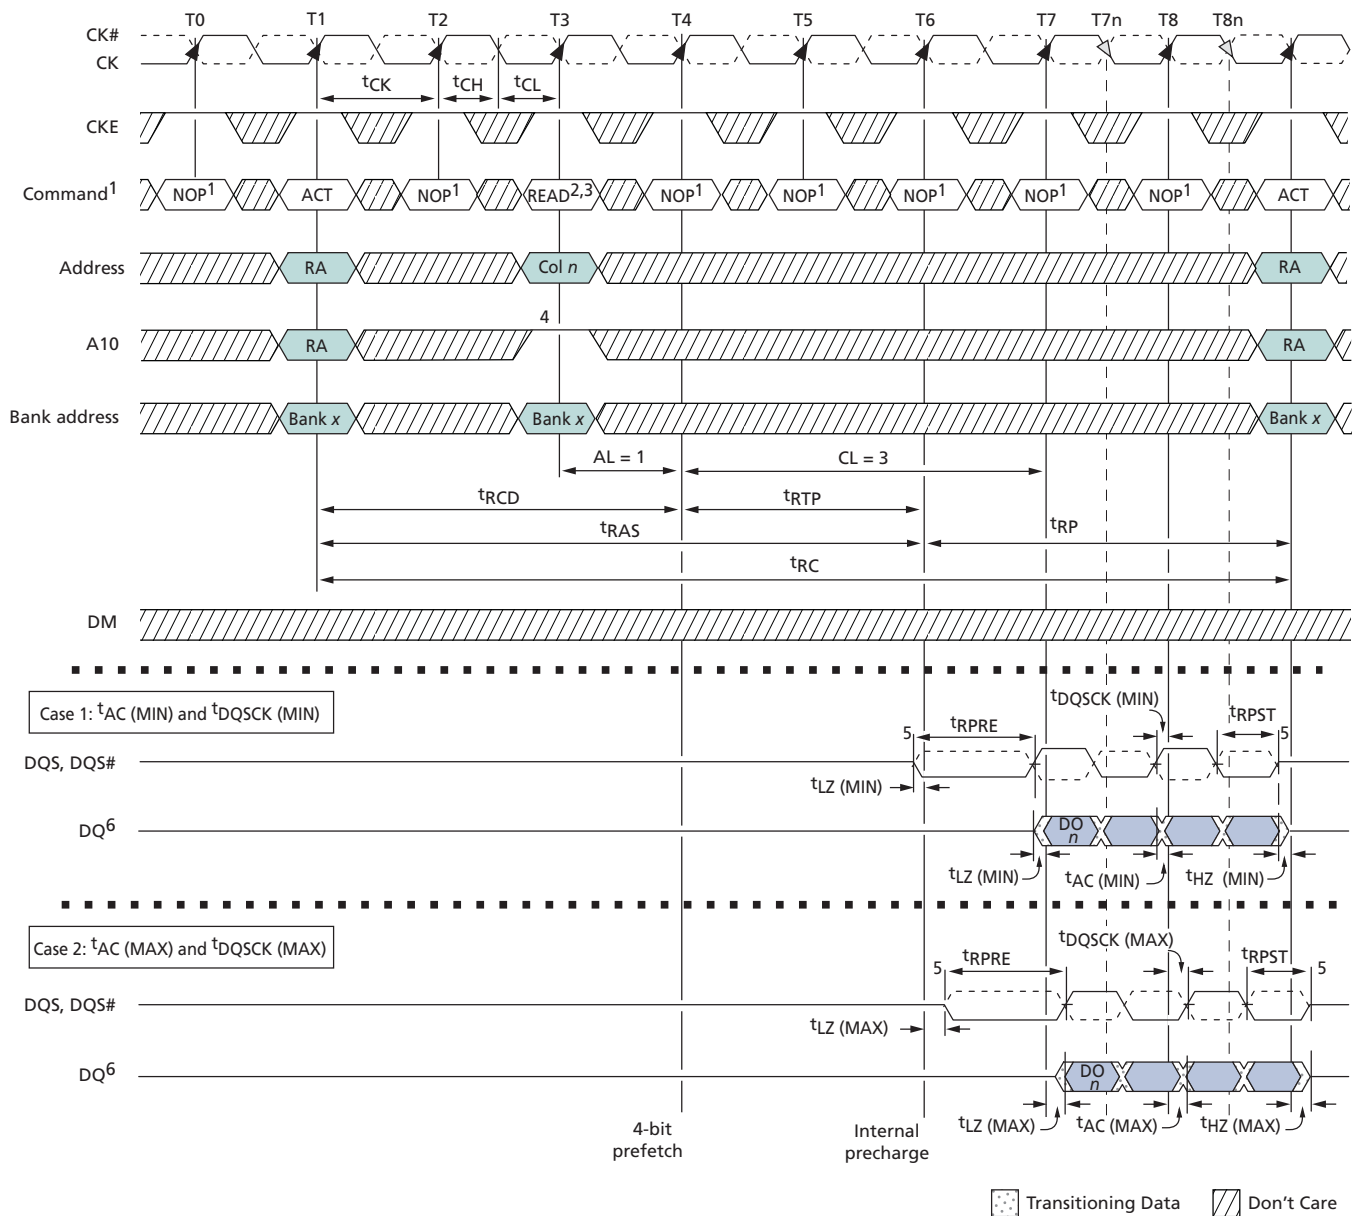 T0 T1 T2 T3 T4 T5 T6 T7 T7n T8 T8n
CK#
CK
tCK tCH tCL
CKE
Command1 NOP1 ACT NOP1 READ2,3 NOP1 NOP1 NOP1 NOP1 NOP1 ACT
Address RA Col n RA
4
A10 RA RA
Bank address Bank x Bank x Bank x
AL = 1 CL = 3
tRCD tRTP
tRAS tRP
tRC
DM
Case 1: tAC (MIN) and tDQSCK (MIN)
tDQSCK (MIN)
5 tRPRE tRPST 5
DQS, DQS#
tLZ (MIN)
DQ6 DO n
tLZ (MIN) tAC (MIN) tHZ (MIN)
Case 2: tAC (MAX) and tDQSCK (MAX)
tDQSCK (MAX)
5 tRPRE tRPST 5
DQS, DQS#
tLZ (MAX)
DQ6 DO n
tLZ (MAX) tAC (MAX) tHZ (MAX)
4-bit prefetch
Internal precharge
Transitioning Data Don't Care